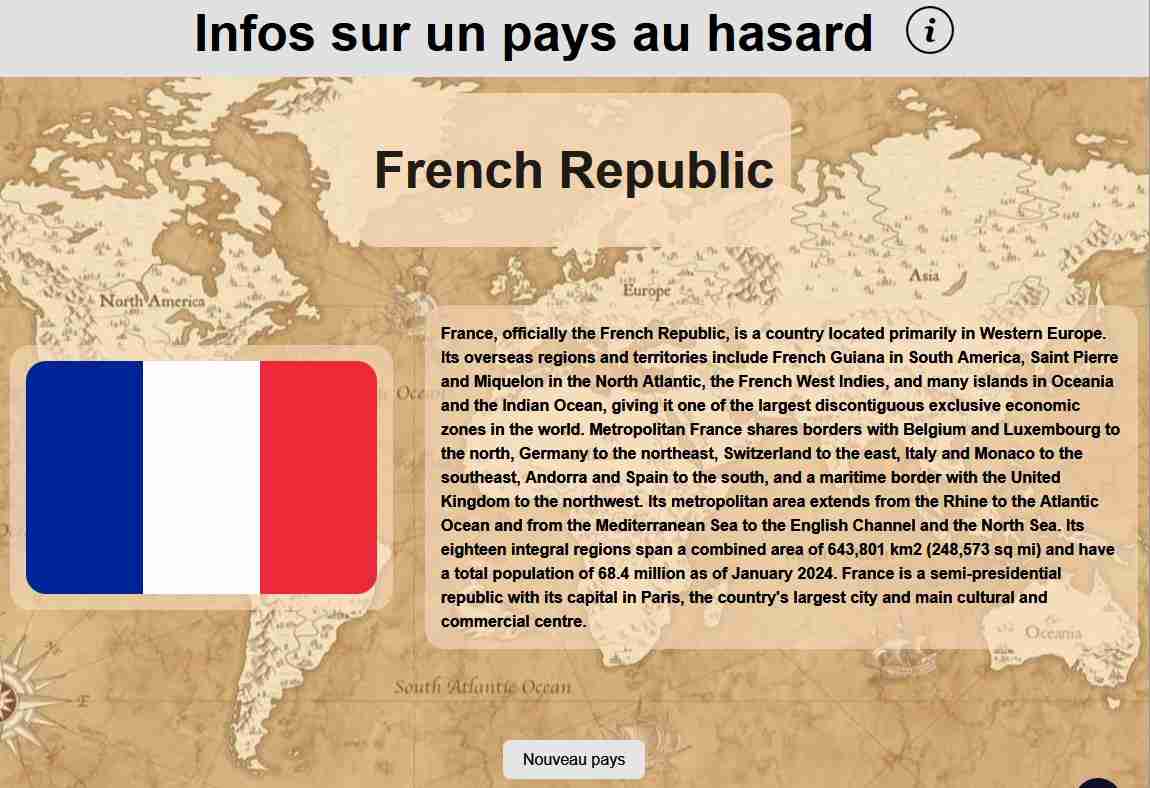 Infos sur un pays au hasard i
French Republic
North America
Europe
Asia
France, officially the French Republic, is a country located primarily in Western Europe.
Its overseas regions and territories include French Guiana in South America, Saint Pierre
and Miquelon in the North Atlantic, the French West Indies, and many islands in Oceania
and the Indian Ocean, giving it one of the largest discontiguous exclusive economic
zones in the world. Metropolitan France shares borders with Belgium and Luxembourg to
the north, Germany to the northeast, Switzerland to the east, Italy and Monaco to the
southeast, Andorra and Spain to the south, and a maritime border with the United
Kingdom to the northwest. Its metropolitan area extends from the Rhine to the Atlantic
Ocean and from the Mediterranean Sea to the English Channel and the North Sea. Its
eighteen integral regions span a combined area of 643,801 km2 (248,573 sq mi) and have
a total population of 68.4 million as of January 2024. France is a semi-presidential
republic with its capital in Paris, the country's largest city and main cultural and
commercial centre.
Oceania
South Atlantic Ocean
E
Nouveau pays